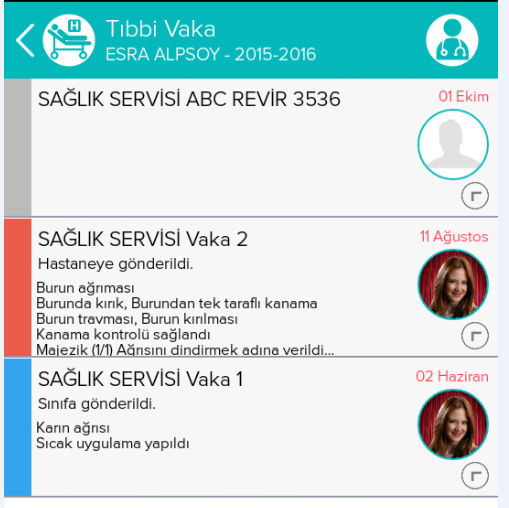 Tıbbi Vaka
ESRA ALPSOY - 2015-2016
SAĞLIK SERVİSİ ABC REVİR 3536
01 Ekim
SAĞLIK SERVİSİ Vaka 2
11 Ağustos
Hastaneye gönderildi.
Burun ağrıması
Burunda kırık, Burundan tek taraflı kanama
Burun travması, Burun kırılması
Kanama kontrolü sağlandı
Majezik (1/1) Ağrısını dindirmek adına verildi...
SAĞLIK SERVİSİ Vaka 1
02 Haziran
Sınıfa gönderildi.
Karın ağrısı
Sıcak uygulama yapıldı